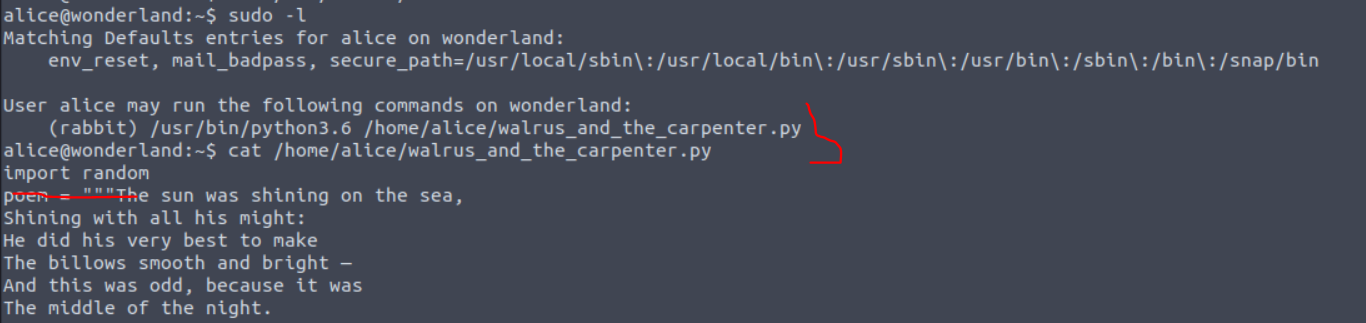 alice@wonderland:~$ sudo -l
Matching Defaults entries for alice on wonderland:
    env_reset, mail_badpass, secure_path=/usr/local/sbin\:/usr/local/bin\:/usr/sbin\:/usr/bin\:/sbin\:/bin\:/snap/bin

User alice may run the following commands on wonderland:
    (rabbit) /usr/bin/python3.6 /home/alice/walrus_and_the_carpenter.py
alice@wonderland:~$ cat /home/alice/walrus_and_the_carpenter.py
import random
poem = """The sun was shining on the sea,
Shining with all his might:
He did his very best to make
The billows smooth and bright —
And this was odd, because it was
The middle of the night.